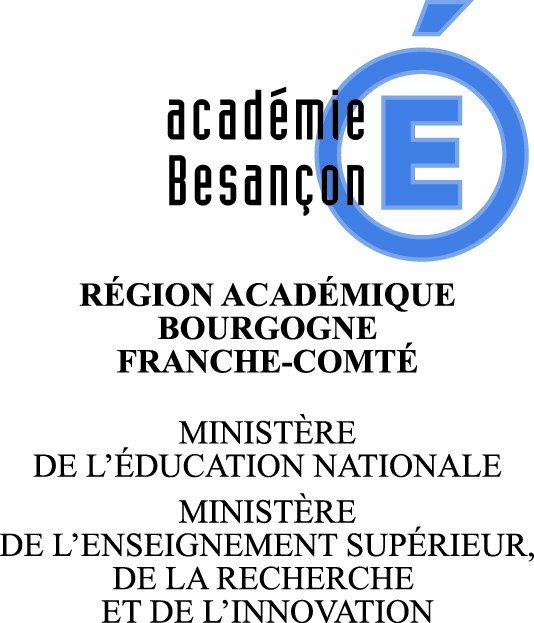 académie
Besançon
É
RÉGION ACADÉMIQUE
BOURGOGNE
FRANCHE-COMTÉ
MINISTÈRE
DE L’ÉDUCATION NATIONALE
MINISTÈRE
DE L’ENSEIGNEMENT SUPÉRIEUR,
DE LA RECHERCHE
ET DE L’INNOVATION